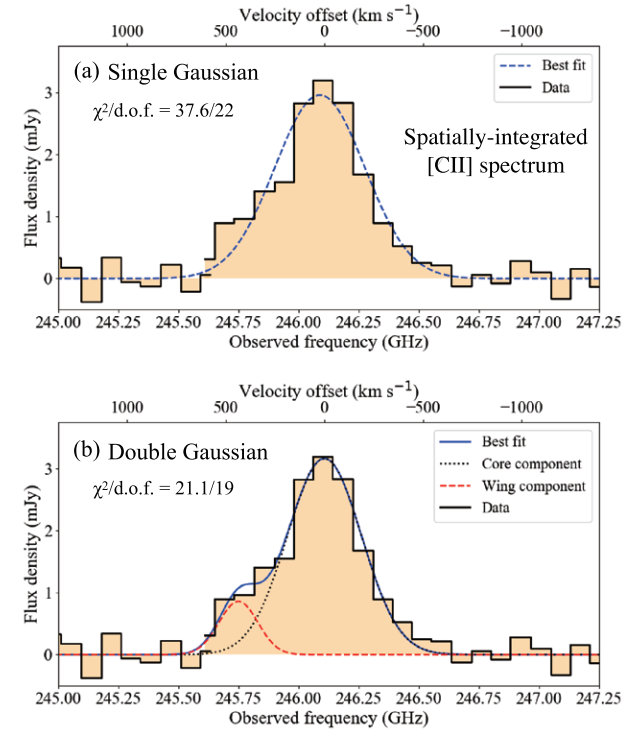 Velocity offset (km s⁻¹)
1000 500 0 −500 −1000
(a) Single Gaussian
χ²/d.o.f. = 37.6/22
Best fit
Data
Spatially-integrated
[CII] spectrum
3
2
1
0
Flux density (mJy)
245.00 245.25 245.50 245.75 246.00 246.25 246.50 246.75 247.00 247.25
Observed frequency (GHz)
Velocity offset (km s⁻¹)
1000 500 0 −500 −1000
(b) Double Gaussian
χ²/d.o.f. = 21.1/19
Best fit
Core component
Wing component
Data
3
2
1
0
Flux density (mJy)
245.00 245.25 245.50 245.75 246.00 246.25 246.50 246.75 247.00 247.25
Observed frequency (GHz)